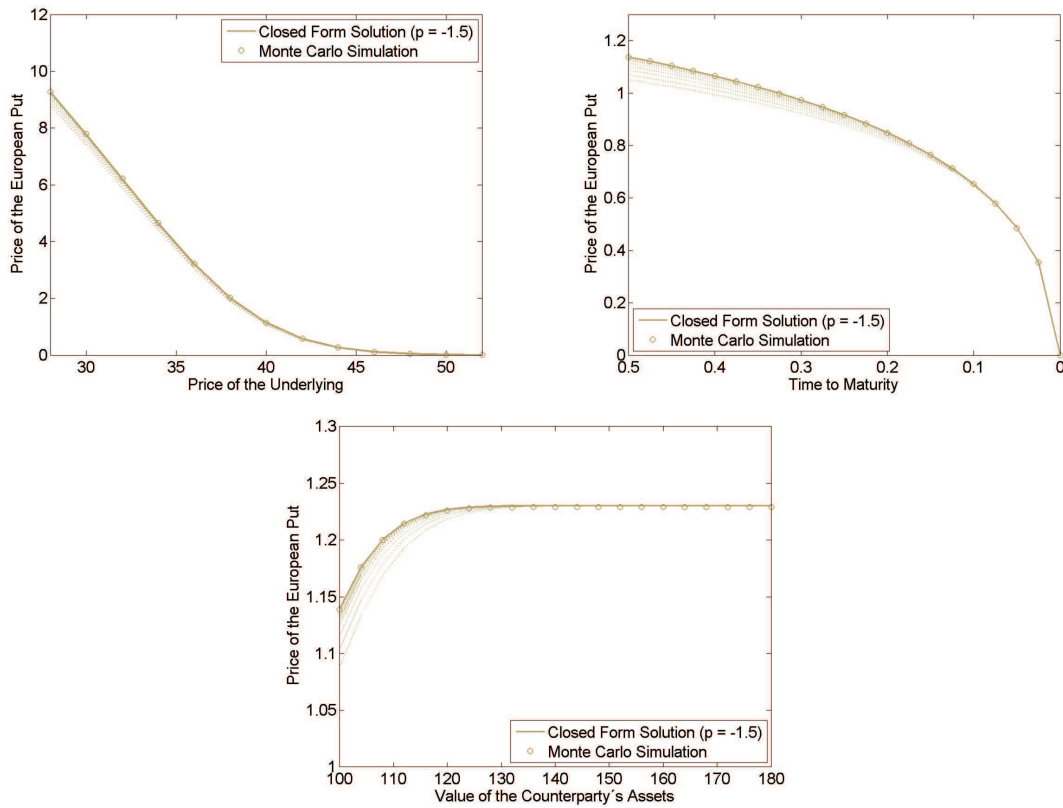 12
10
8
6
4
2
0
Price of the European Put
Closed Form Solution (p = -1.5)
Monte Carlo Simulation
30 35 40 45 50
Price of the Underlying
1.2
1
0.8
0.6
0.4
0.2
0
Price of the European Put
Closed Form Solution (p = -1.5)
Monte Carlo Simulation
0.5 0.4 0.3 0.2 0.1 0
Time to Maturity
1.3
1.25
1.2
1.15
1.1
1.05
1
Price of the European Put
Closed Form Solution (p = -1.5)
Monte Carlo Simulation
100 110 120 130 140 150 160 170 180
Value of the Counterparty´s Assets